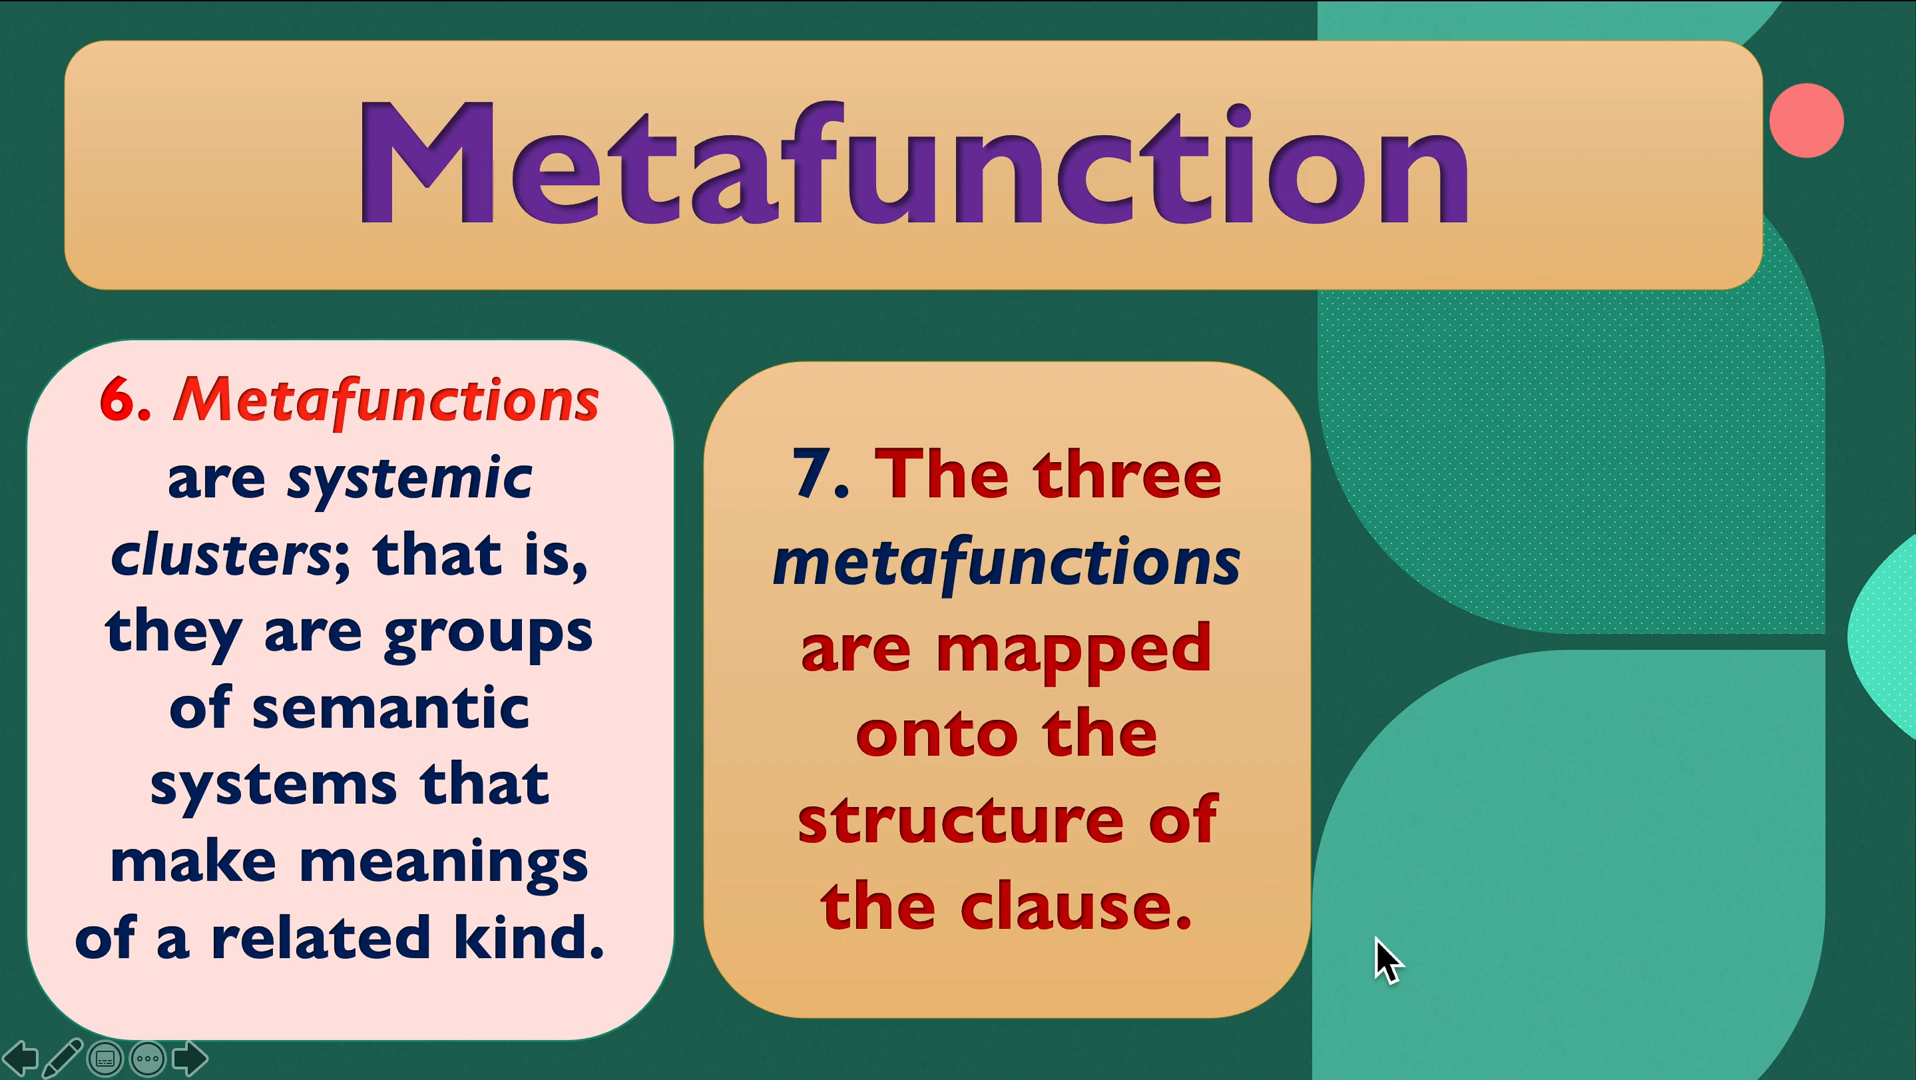 Metafunction
6. Metafunctions
are systemic
clusters; that is,
they are groups
of semantic
systems that
make meanings
of a related kind.
7. The three
metafunctions
are mapped
onto the
structure of
the clause.